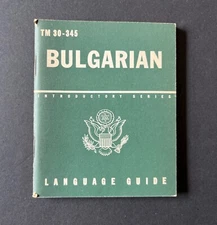 TM 30-345
BULGARIAN
INTRODUCTORY SERIES
LANGUAGE GUIDE